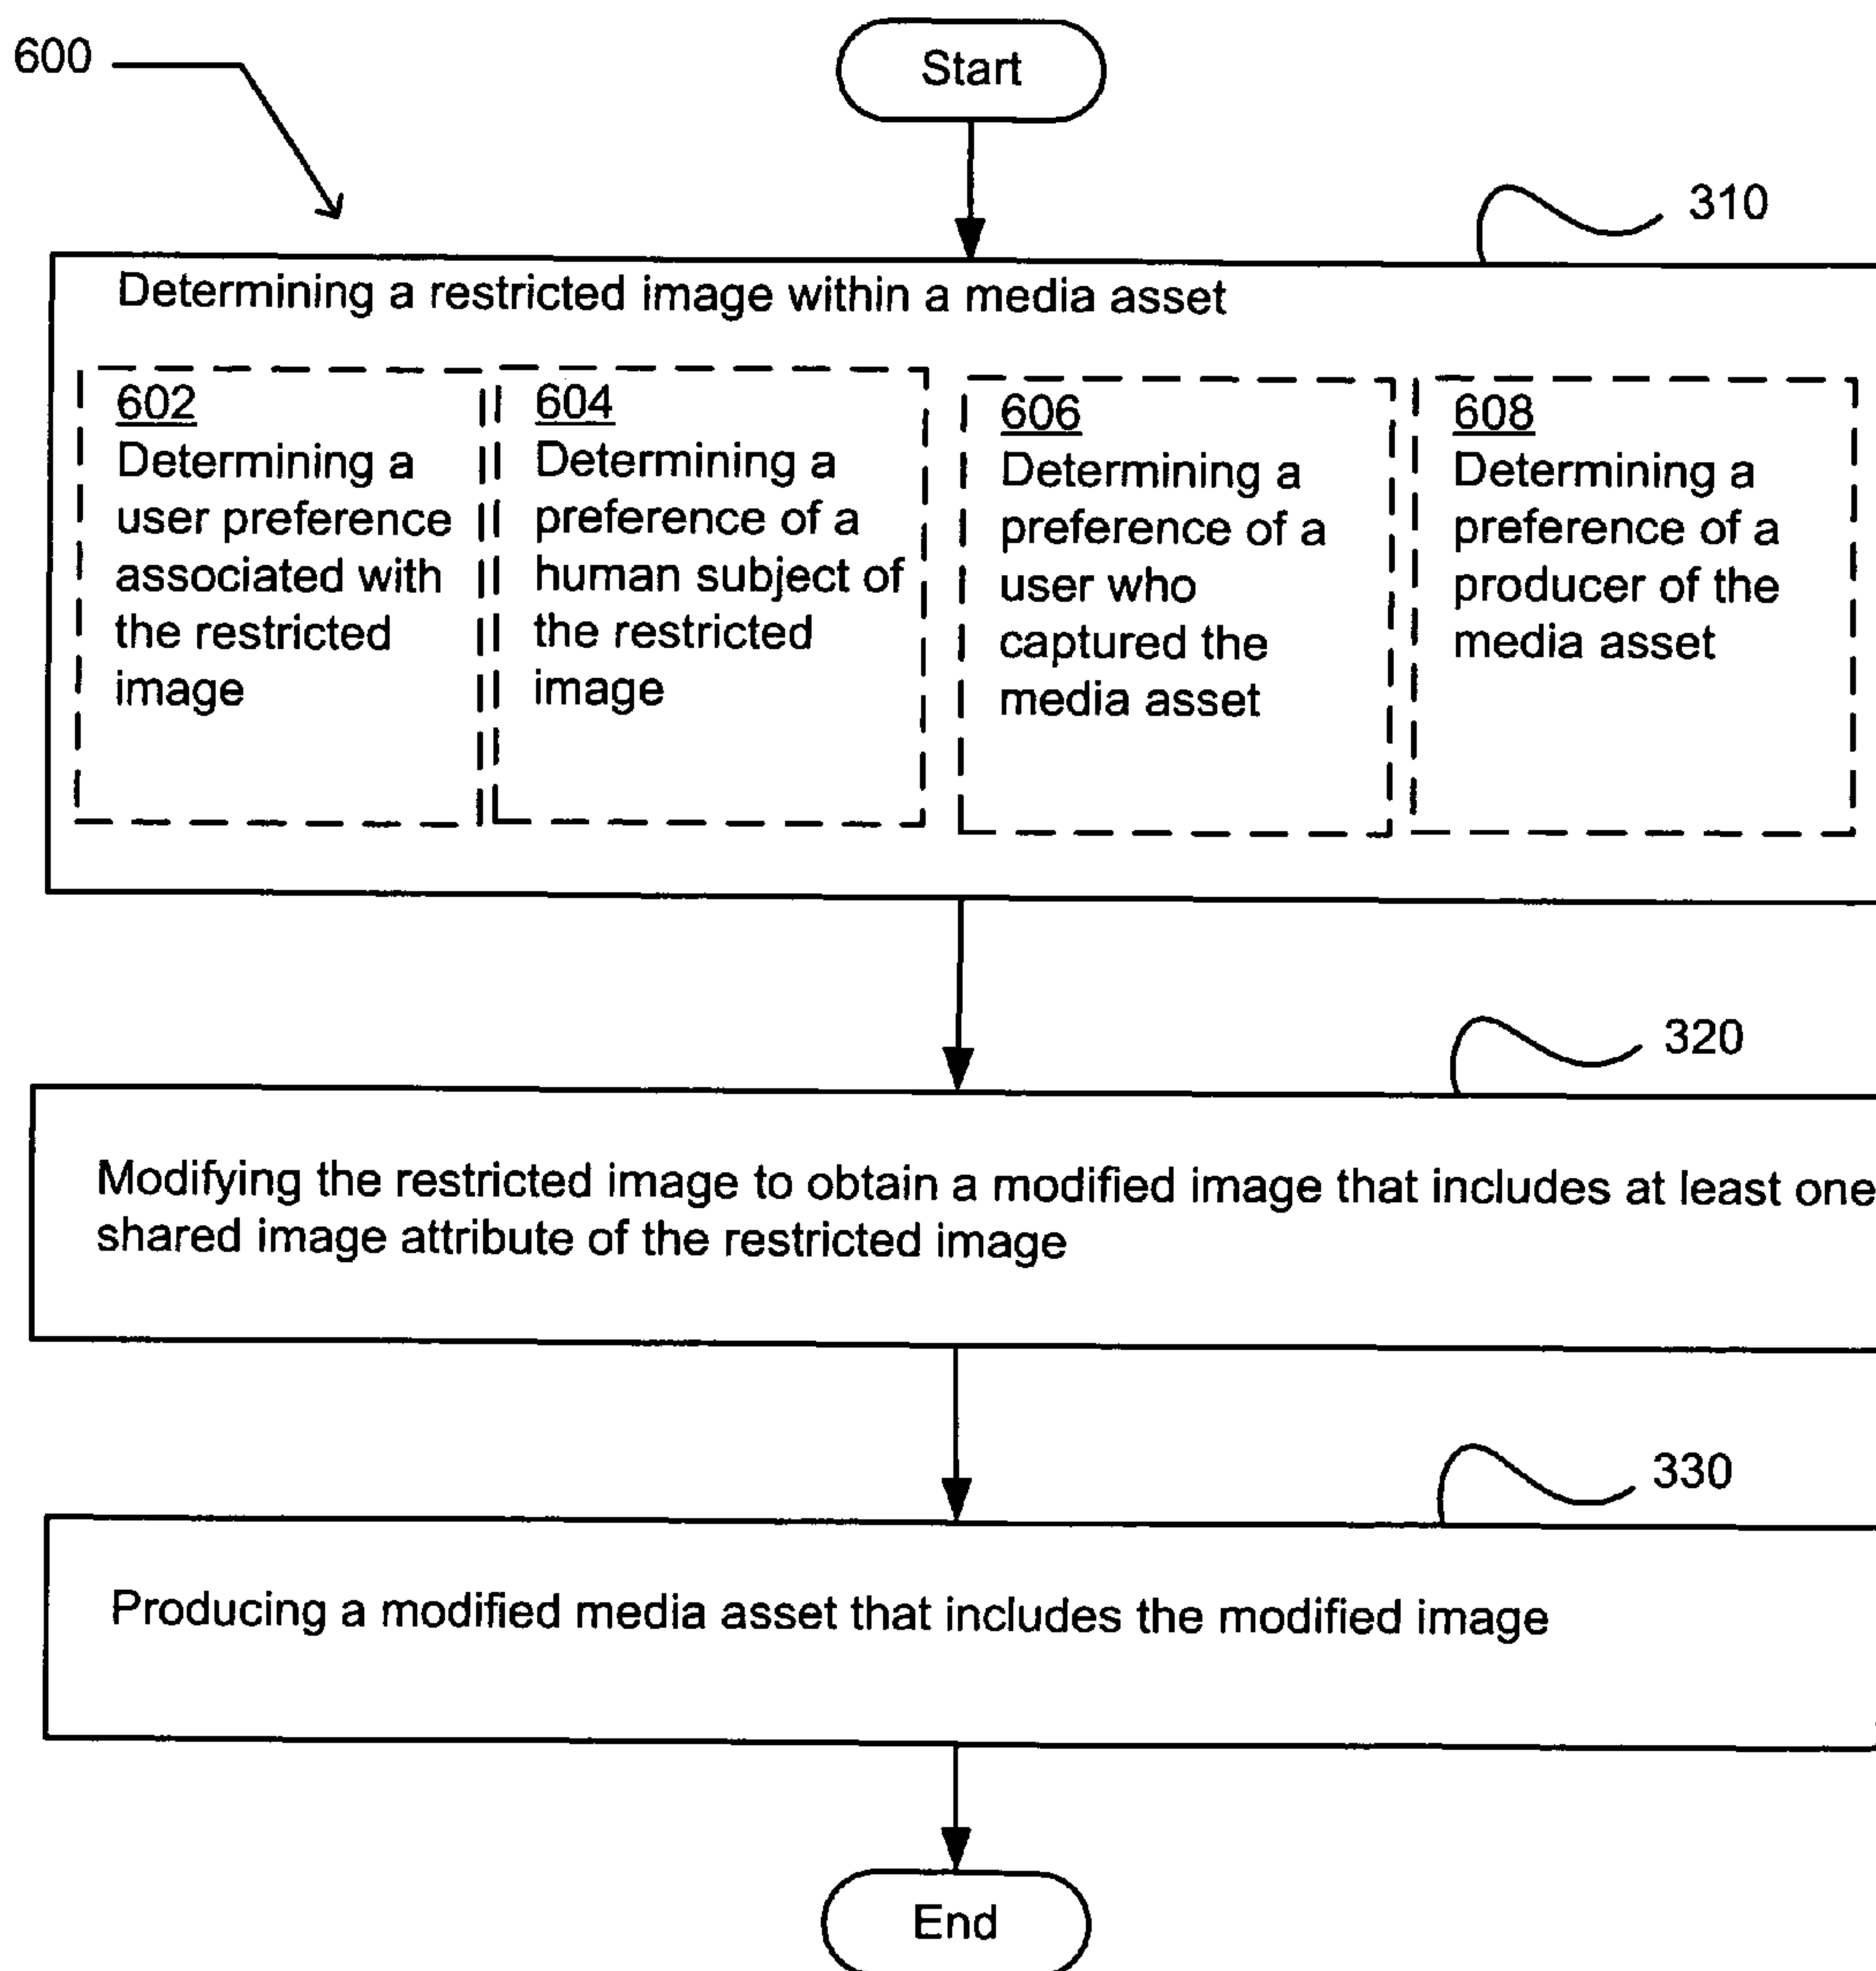 600
Start
310
Determining a restricted image within a media asset
602
Determining a
user preference
associated with
the restricted
image
604
Determining a
preference of a
human subject of
the restricted
image
606
Determining a
preference of a
user who
captured the
media asset
608
Determining a
preference of a
producer of the
media asset
320
Modifying the restricted image to obtain a modified image that includes at least one
shared image attribute of the restricted image
330
Producing a modified media asset that includes the modified image
End